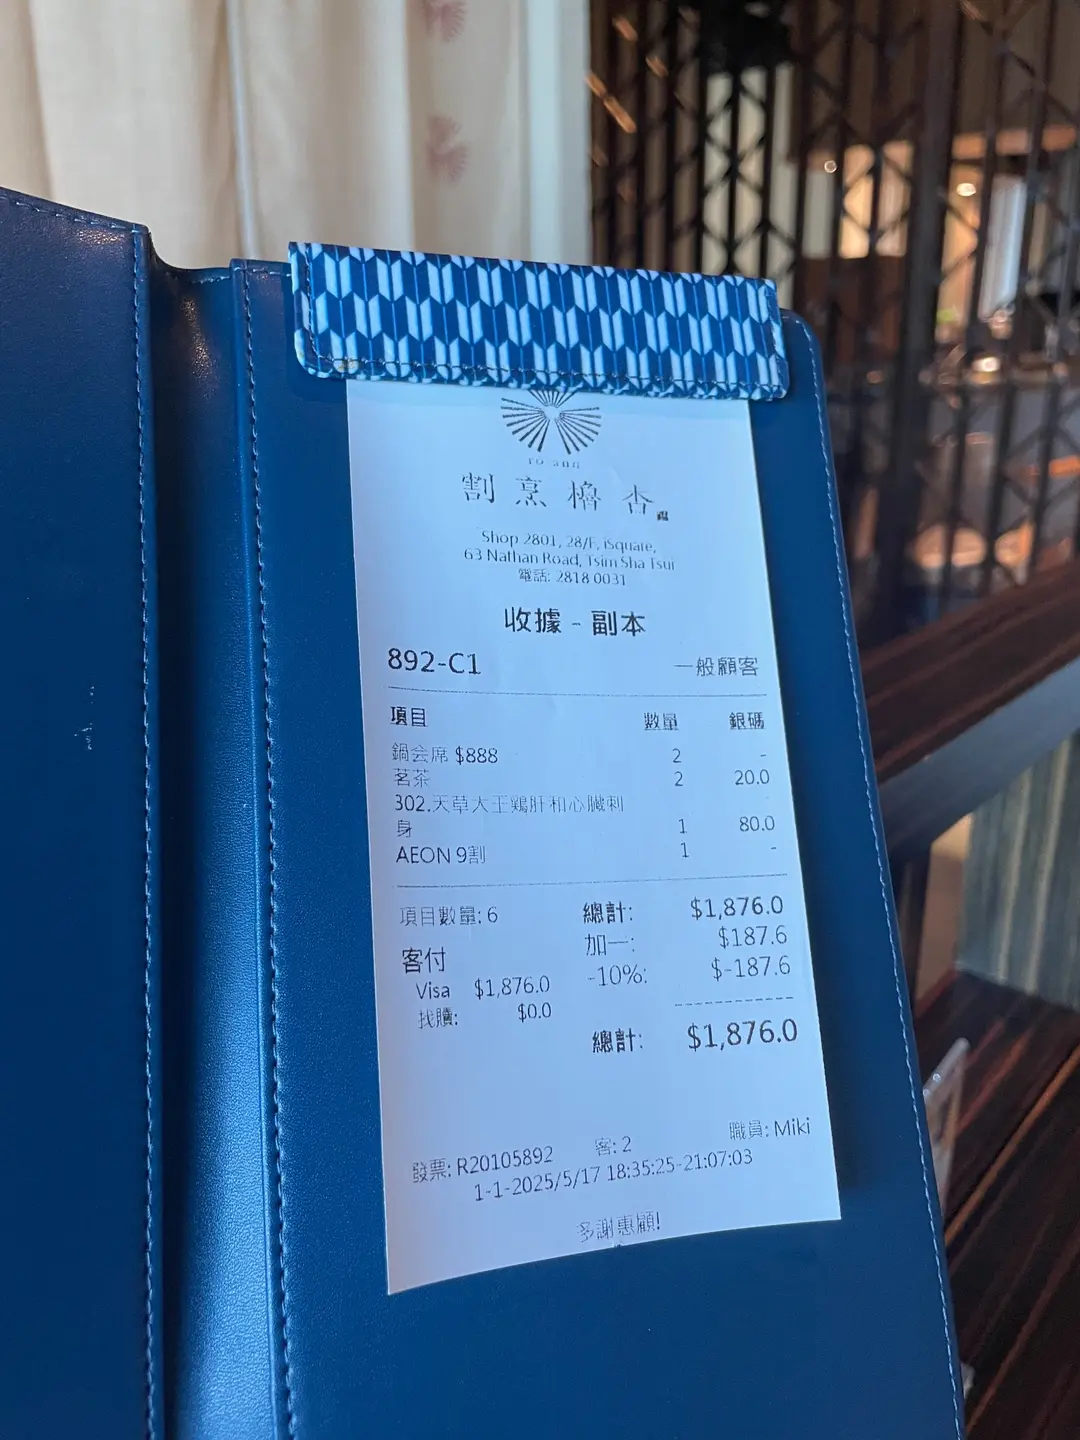 ro ann
割烹櫓杏
Shop 2801, 28/F, iSquare,
63 Nathan Road, Tsim Sha Tsui
電話: 2818 0031
收據 - 副本
892-C1 一般顧客
項目 數量 銀碼
鍋会席 $888 2 -
茗茶 2 20.0
302.天草大王鶏肝和心臓刺
身 1 80.0
AEON 9割 1 -
項目數量: 6 總計: $1,876.0
加一: $187.6
客付 -10%: $-187.6
Visa $1,876.0
找贖: $0.0
總計: $1,876.0
發票: R20105892 客: 2 職員: Miki
1-1-2025/5/17 18:35:25-21:07:03
多謝惠顧!